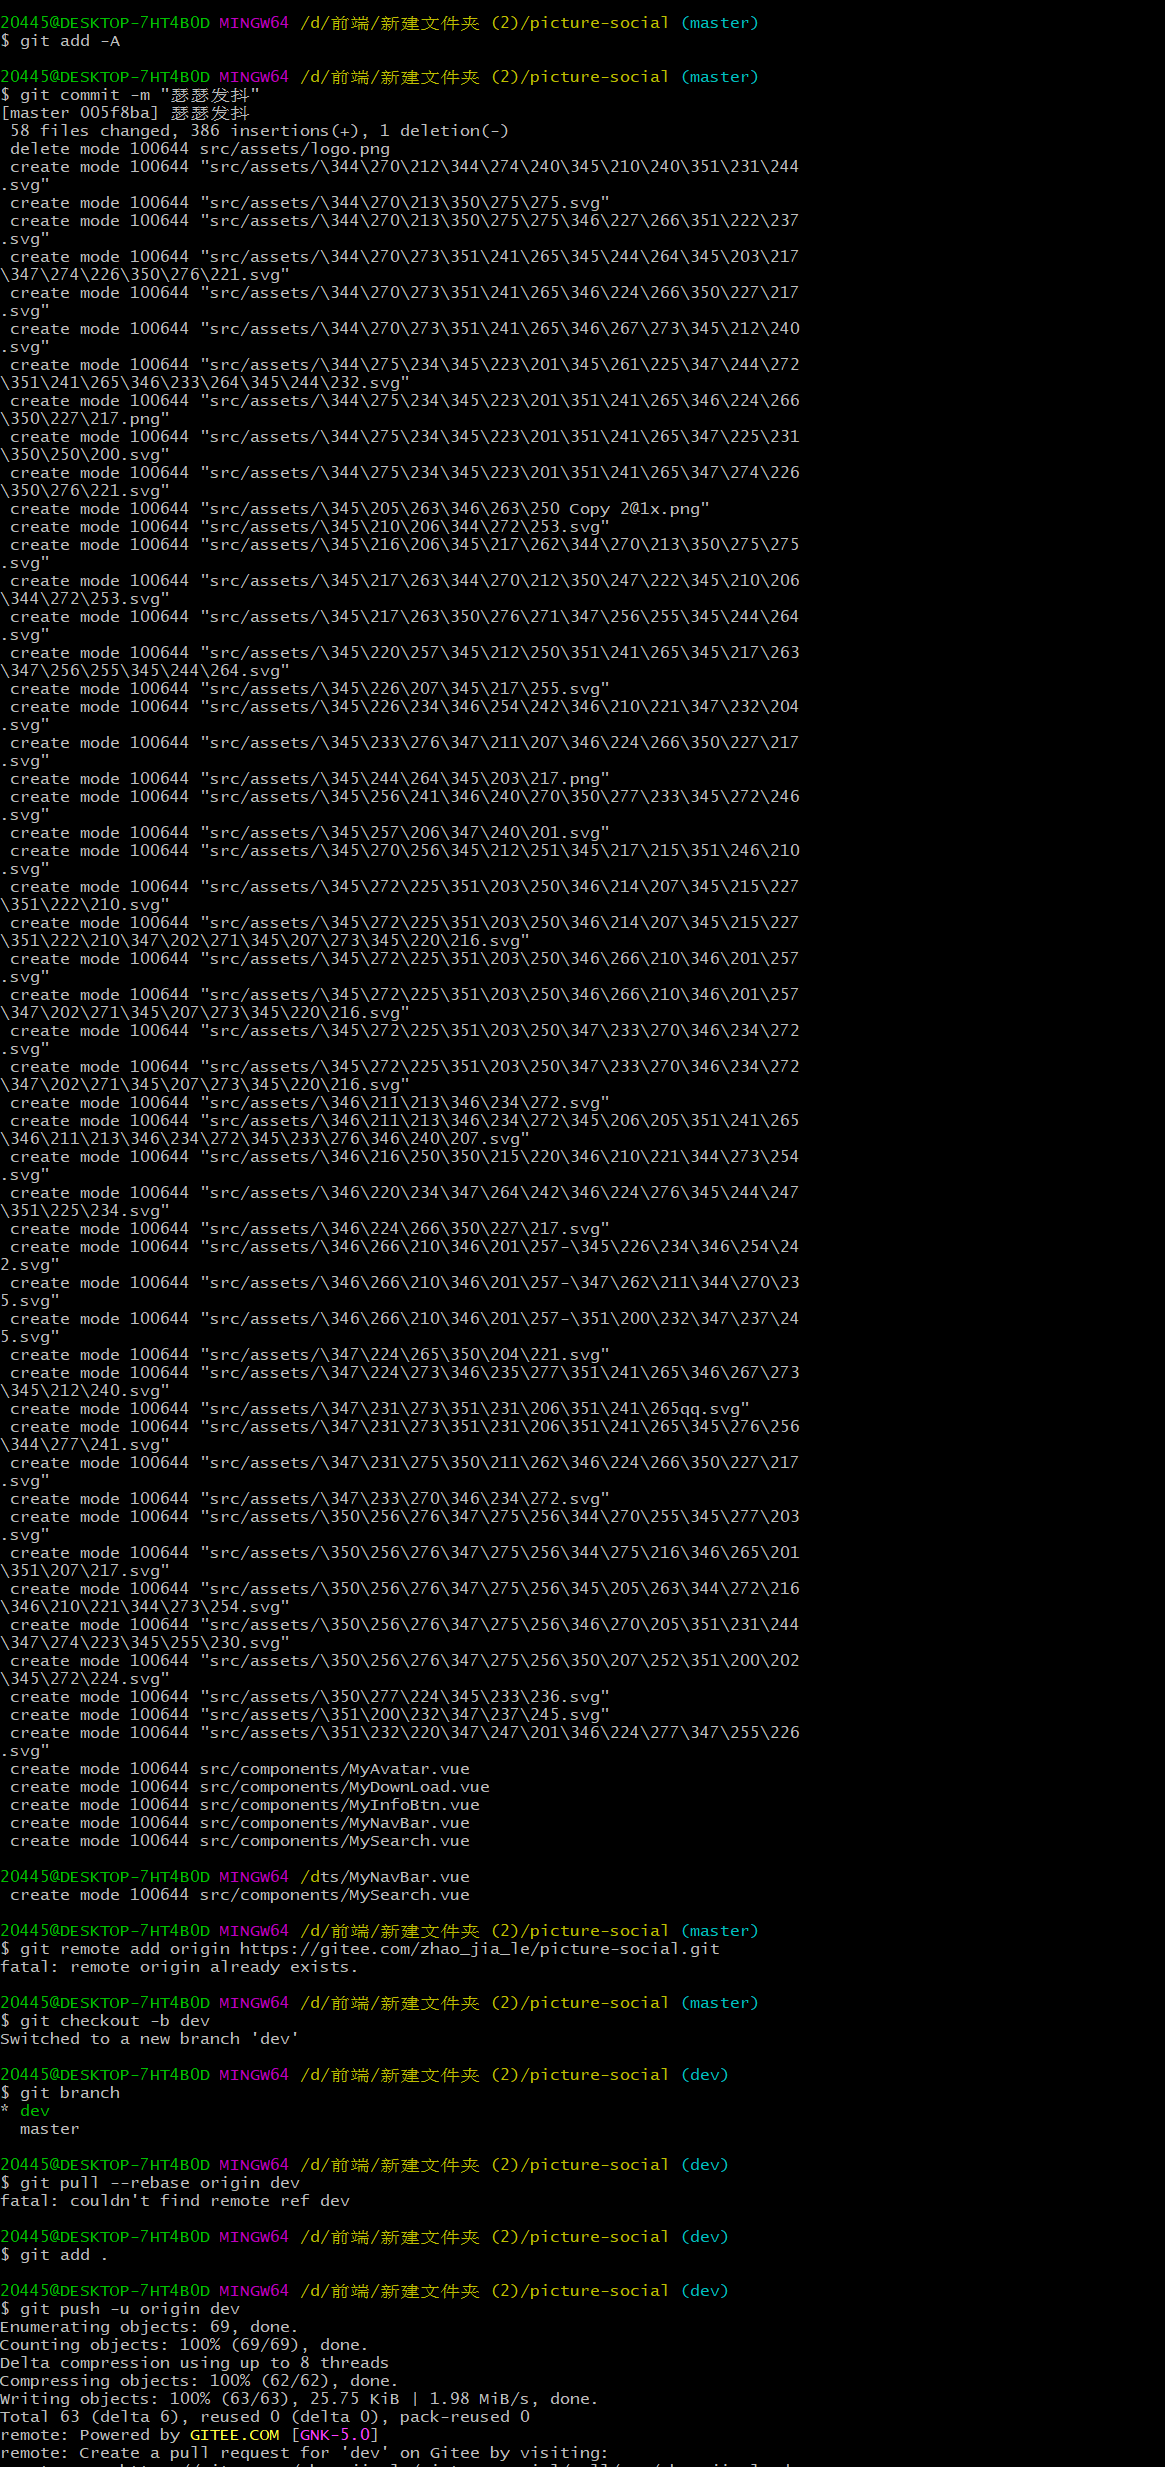 20445@DESKTOP-7HT4B0D MINGW64 /d/前端/新建文件夹 (2)/picture-social (master)
$ git add -A
20445@DESKTOP-7HT4B0D MINGW64 /d/前端/新建文件夹 (2)/picture-social (master)
$ git commit -m "瑟瑟发抖"
[master 005f8ba] 瑟瑟发抖
 58 files changed, 386 insertions(+), 1 deletion(-)
 delete mode 100644 src/assets/logo.png
 create mode 100644 "src/assets/\344\270\212\344\274\240\345\210\240\351\231\244
.svg"
 create mode 100644 "src/assets/\344\270\213\350\275\275.svg"
 create mode 100644 "src/assets/\344\270\213\350\275\275\346\227\266\351\222\237
.svg"
 create mode 100644 "src/assets/\344\270\273\351\241\265\345\244\264\345\203\217
\347\274\226\350\276\221.svg"
 create mode 100644 "src/assets/\344\270\273\351\241\265\346\224\266\350\227\217
.svg"
 create mode 100644 "src/assets/\344\270\273\351\241\265\346\267\273\345\212\240
.svg"
 create mode 100644 "src/assets/\344\275\234\345\223\201\345\261\225\347\244\272
\351\241\265\346\233\264\345\244\232.svg"
 create mode 100644 "src/assets/\344\275\234\345\223\201\351\241\265\346\224\266
\350\227\217.png"
 create mode 100644 "src/assets/\344\275\234\345\223\201\351\241\265\347\225\231
\350\250\200.svg"
 create mode 100644 "src/assets/\344\275\234\345\223\201\351\241\265\347\274\226
\350\276\221.svg"
 create mode 100644 "src/assets/\345\205\263\346\263\250 Copy 2@1x.png"
 create mode 100644 "src/assets/\345\210\206\344\272\253.svg"
 create mode 100644 "src/assets/\345\216\206\345\217\262\344\270\213\350\275\275
.svg"
 create mode 100644 "src/assets/\345\217\263\344\270\212\350\247\222\345\210\206
\344\272\253.svg"
 create mode 100644 "src/assets/\345\217\263\350\276\271\347\256\255\345\244\264
.svg"
 create mode 100644 "src/assets/\345\220\257\345\212\250\351\241\265\345\217\263
\347\256\255\345\244\264.svg"
 create mode 100644 "src/assets/\345\226\207\345\217\255.svg"
 create mode 100644 "src/assets/\345\226\234\346\254\242\346\210\221\347\232\204
.svg"
 create mode 100644 "src/assets/\345\233\276\347\211\207\346\224\266\350\227\217
.svg"
 create mode 100644 "src/assets/\345\244\264\345\203\217.png"
 create mode 100644 "src/assets/\345\256\241\346\240\270\350\277\233\345\272\246
.svg"
 create mode 100644 "src/assets/\345\257\206\347\240\201.svg"
 create mode 100644 "src/assets/\345\270\256\345\212\251\345\217\215\351\246\210
.svg"
 create mode 100644 "src/assets/\345\272\225\351\203\250\346\214\207\345\215\227
\351\222\210.svg"
 create mode 100644 "src/assets/\345\272\225\351\203\250\346\214\207\345\215\227
\351\222\210\347\202\271\345\207\273\345\220\216.svg"
 create mode 100644 "src/assets/\345\272\225\351\203\250\346\266\210\346\201\257
.svg"
 create mode 100644 "src/assets/\345\272\225\351\203\250\346\266\210\346\201\257
\347\202\271\345\207\273\345\220\216.svg"
 create mode 100644 "src/assets/\345\272\225\351\203\250\347\233\270\346\234\272
.svg"
 create mode 100644 "src/assets/\345\272\225\351\203\250\347\233\270\346\234\272
\347\202\271\345\207\273\345\220\216.svg"
 create mode 100644 "src/assets/\346\211\213\346\234\272.svg"
 create mode 100644 "src/assets/\346\211\213\346\234\272\345\206\205\351\241\265
\346\211\213\346\234\272\345\233\276\346\240\207.svg"
 create mode 100644 "src/assets/\346\216\250\350\215\220\346\210\221\344\273\254
.svg"
 create mode 100644 "src/assets/\346\220\234\347\264\242\346\224\276\345\244\247
\351\225\234.svg"
 create mode 100644 "src/assets/\346\224\266\350\227\217.svg"
 create mode 100644 "src/assets/\346\266\210\346\201\257-\345\226\234\346\254\24
2.svg"
 create mode 100644 "src/assets/\346\266\210\346\201\257-\347\262\211\344\270\23
5.svg"
 create mode 100644 "src/assets/\346\266\210\346\201\257-\351\200\232\347\237\24
5.svg"
 create mode 100644 "src/assets/\347\224\265\350\204\221.svg"
 create mode 100644 "src/assets/\347\224\273\346\235\277\351\241\265\346\267\273
\345\212\240.svg"
 create mode 100644 "src/assets/\347\231\273\351\231\206\351\241\265qq.svg"
 create mode 100644 "src/assets/\347\231\273\351\231\206\351\241\265\345\276\256
\344\277\241.svg"
 create mode 100644 "src/assets/\347\231\275\350\211\262\346\224\266\350\227\217
.svg"
 create mode 100644 "src/assets/\347\233\270\346\234\272.svg"
 create mode 100644 "src/assets/\350\256\276\347\275\256\344\270\255\345\277\203
.svg"
 create mode 100644 "src/assets/\350\256\276\347\275\256\344\275\216\346\265\201
\351\207\217.svg"
 create mode 100644 "src/assets/\350\256\276\347\275\256\345\205\263\344\272\216
\346\210\221\344\273\254.svg"
 create mode 100644 "src/assets/\350\256\276\347\275\256\346\270\205\351\231\244
\347\274\223\345\255\230.svg"
 create mode 100644 "src/assets/\350\256\276\347\275\256\350\207\252\351\200\202
\345\272\224.svg"
 create mode 100644 "src/assets/\350\277\224\345\233\236.svg"
 create mode 100644 "src/assets/\351\200\232\347\237\245.svg"
 create mode 100644 "src/assets/\351\232\220\347\247\201\346\224\277\347\255\226
.svg"
 create mode 100644 src/components/MyAvatar.vue
 create mode 100644 src/components/MyDownLoad.vue
 create mode 100644 src/components/MyInfoBtn.vue
 create mode 100644 src/components/MyNavBar.vue
 create mode 100644 src/components/MySearch.vue
20445@DESKTOP-7HT4B0D MINGW64 /dts/MyNavBar.vue
 create mode 100644 src/components/MySearch.vue
20445@DESKTOP-7HT4B0D MINGW64 /d/前端/新建文件夹 (2)/picture-social (master)
$ git remote add origin https://gitee.com/zhao_jia_le/picture-social.git
fatal: remote origin already exists.
20445@DESKTOP-7HT4B0D MINGW64 /d/前端/新建文件夹 (2)/picture-social (master)
$ git checkout -b dev
Switched to a new branch 'dev'
20445@DESKTOP-7HT4B0D MINGW64 /d/前端/新建文件夹 (2)/picture-social (dev)
$ git branch
* dev
  master
20445@DESKTOP-7HT4B0D MINGW64 /d/前端/新建文件夹 (2)/picture-social (dev)
$ git pull --rebase origin dev
fatal: couldn't find remote ref dev
20445@DESKTOP-7HT4B0D MINGW64 /d/前端/新建文件夹 (2)/picture-social (dev)
$ git add .
20445@DESKTOP-7HT4B0D MINGW64 /d/前端/新建文件夹 (2)/picture-social (dev)
$ git push -u origin dev
Enumerating objects: 69, done.
Counting objects: 100% (69/69), done.
Delta compression using up to 8 threads
Compressing objects: 100% (62/62), done.
Writing objects: 100% (63/63), 25.75 KiB | 1.98 MiB/s, done.
Total 63 (delta 6), reused 0 (delta 0), pack-reused 0
remote: Powered by GITEE.COM [GNK-5.0]
remote: Create a pull request for 'dev' on Gitee by visiting: